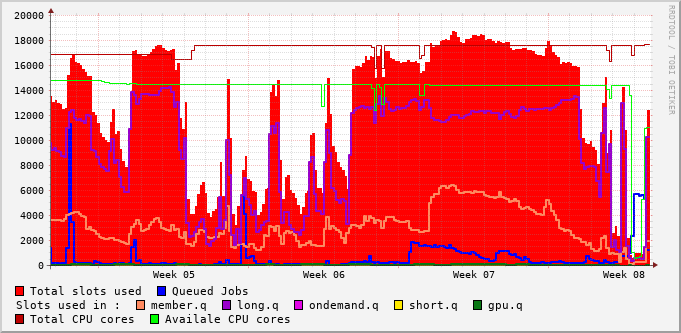 20000
18000
16000
14000
12000
10000
8000
6000
4000
2000
0
Week 05 Week 06 Week 07 Week 08
Total slots used Queued Jobs
Slots used in : member.q long.q ondemand.q short.q gpu.q
Total CPU cores Availale CPU cores
RRDTOOL / TOBI OETIKER